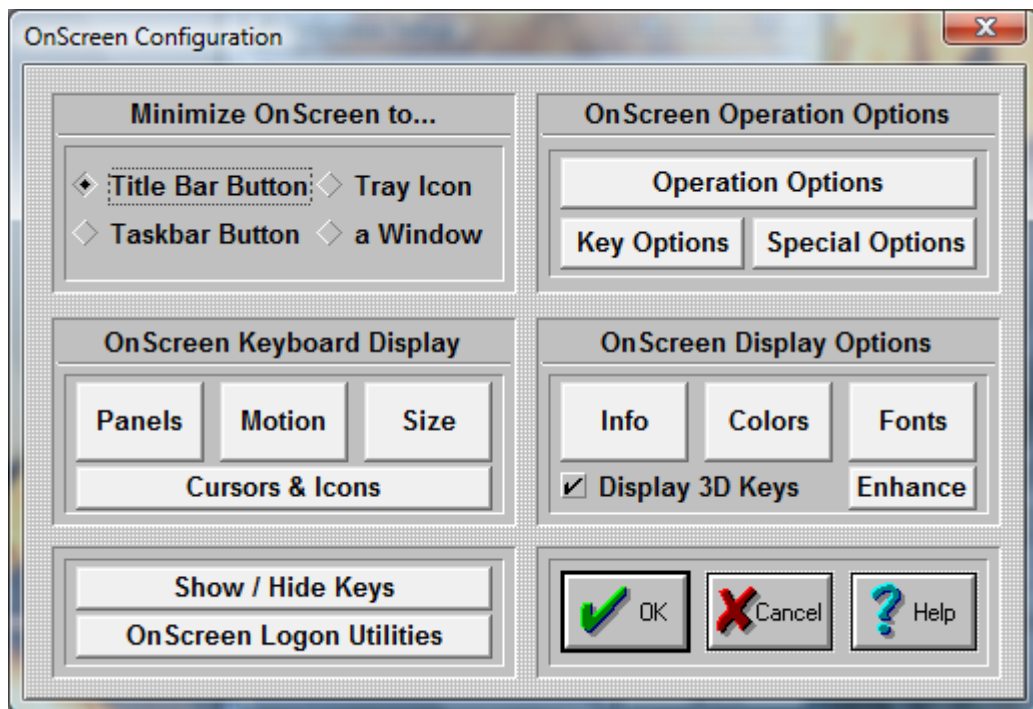 OnScreen Configuration
Minimize OnScreen to...
Title Bar Button
Tray Icon
Taskbar Button
a Window
OnScreen Operation Options
Operation Options
Key Options
Special Options
OnScreen Keyboard Display
Panels
Motion
Size
Cursors & Icons
OnScreen Display Options
Info
Colors
Fonts
Display 3D Keys
Enhance
Show / Hide Keys
OnScreen Logon Utilities
OK
Cancel
Help